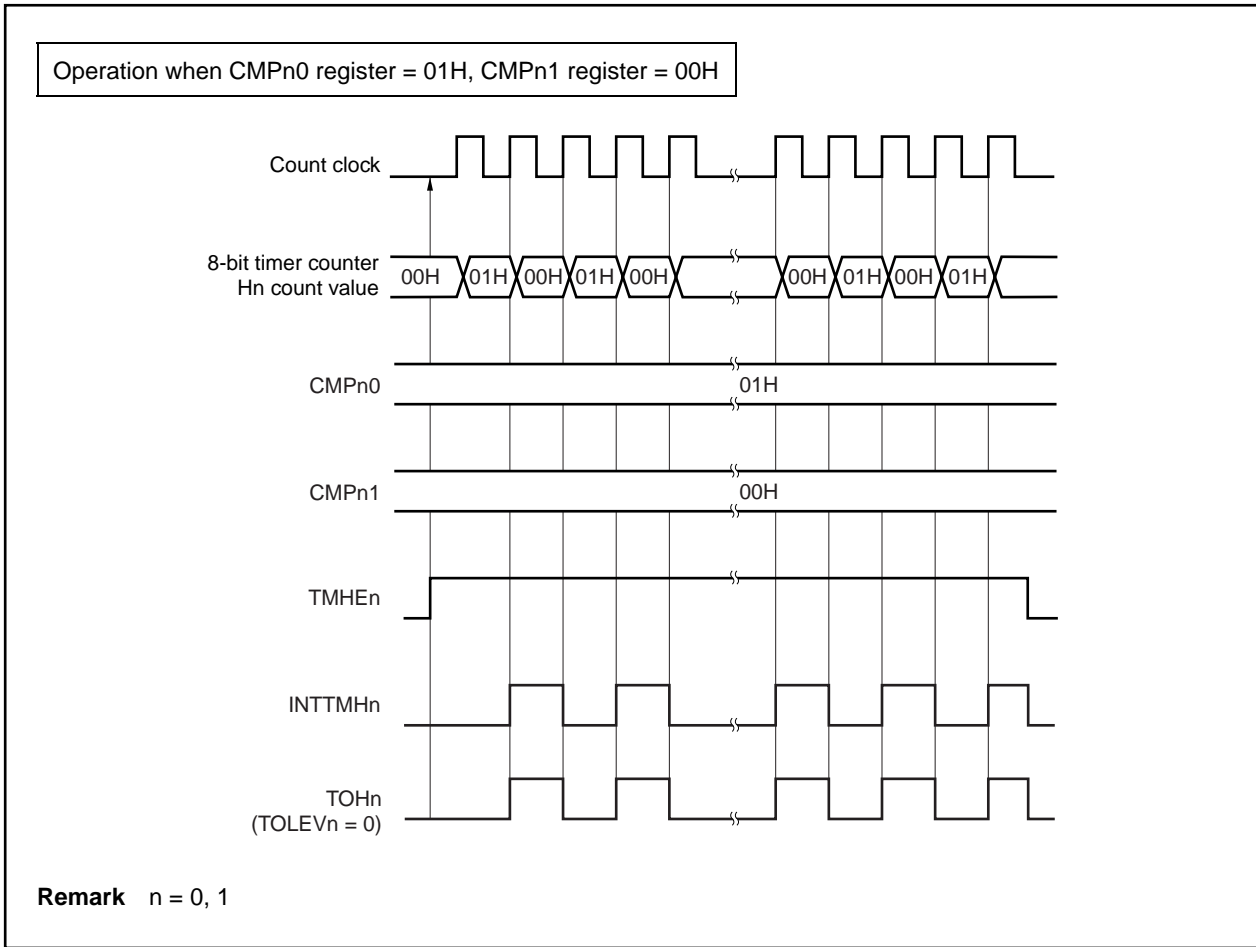 Operation when CMPn0 register = 01H, CMPn1 register = 00H
Count clock
8-bit timer counter
Hn count value
00H 01H 00H 01H 00H 00H 01H 00H 01H
CMPn0
01H
CMPn1
00H
TMHEn
INTTMHn
TOHn
(TOLEVn = 0)
Remark n = 0, 1